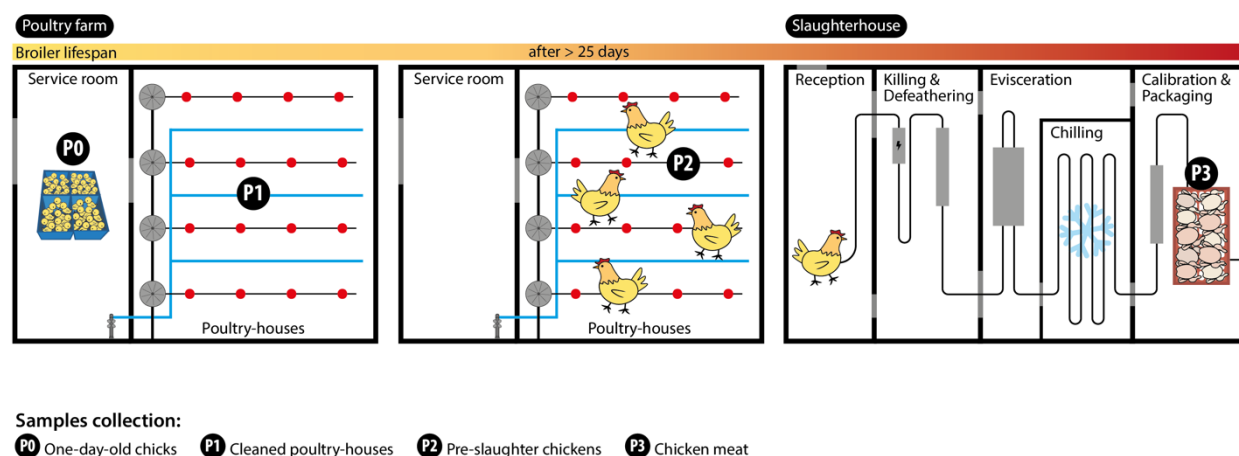 Poultry farm
Slaughterhouse
Broiler lifespan
after > 25 days
Service room
P0
P1
Poultry-houses
Service room
P2
Poultry-houses
Reception
Killing &
Defeathering
Evisceration
Chilling
Calibration &
Packaging
P3
Samples collection:
P0 One-day-old chicks
P1 Cleaned poultry-houses
P2 Pre-slaughter chickens
P3 Chicken meat